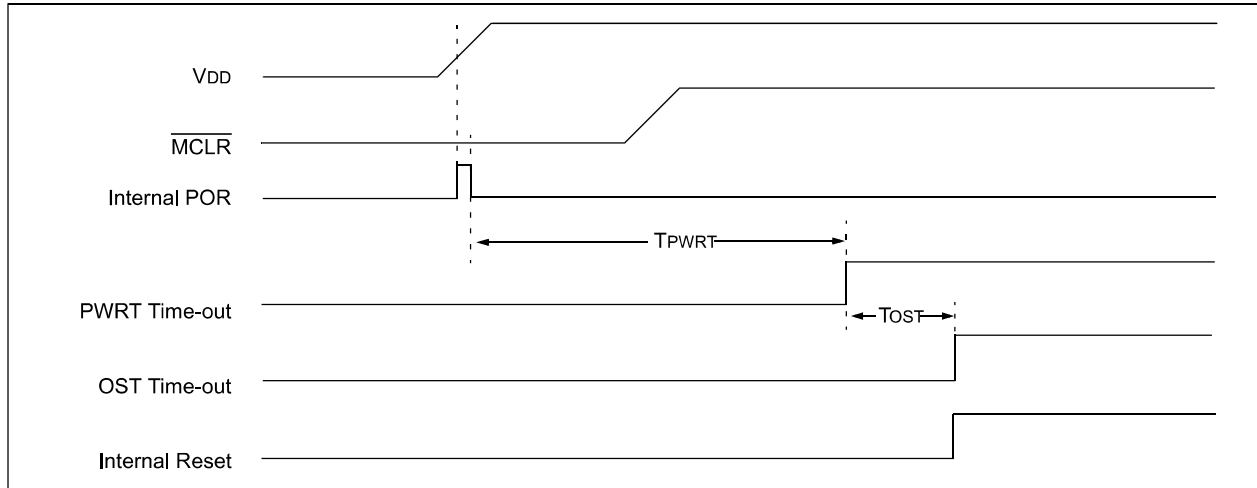 VDD
MCLR
Internal POR
TPWRT
PWRT Time-out
TOST
OST Time-out
Internal Reset